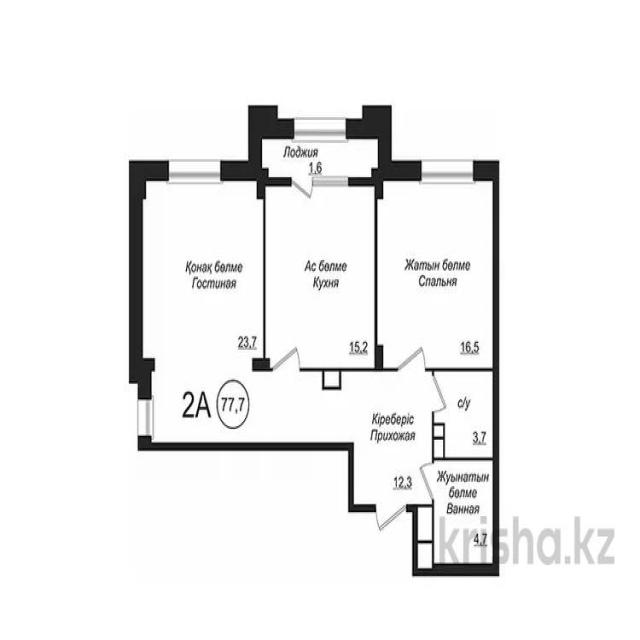 Лоджия
1.6
Қонақ бөлме
Гостиная
23.7
Ас бөлме
Кухня
15.2
Жатын бөлме
Спальня
16.5
2А
77,7
Кіреберіс
Прихожая
12.3
с/у
3.7
Жуынатын
бөлме
Ванная
4.7
krisha.kz